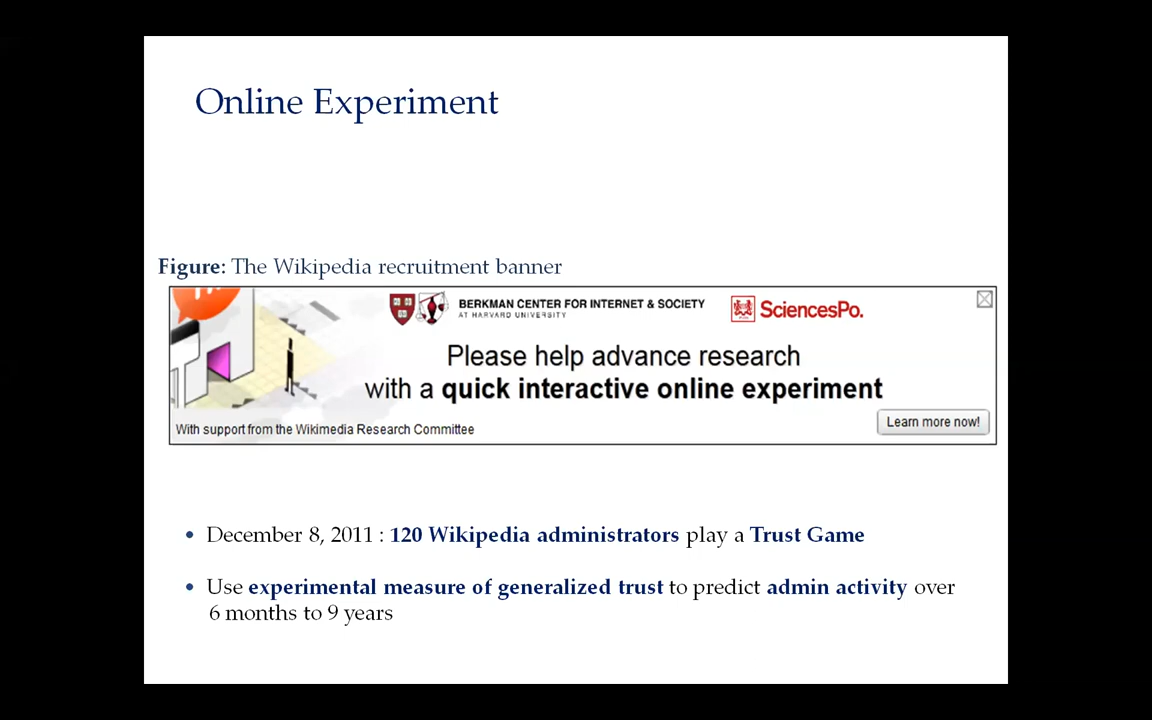 Online Experiment
Figure: The Wikipedia recruitment banner
BERKMAN CENTER FOR INTERNET & SOCIETY
AT HARVARD UNIVERSITY
SciencesPo.
Please help advance research
with a quick interactive online experiment
Learn more now!
With support from the Wikimedia Research Committee
• December 8, 2011 : 120 Wikipedia administrators play a Trust Game
• Use experimental measure of generalized trust to predict admin activity over
6 months to 9 years